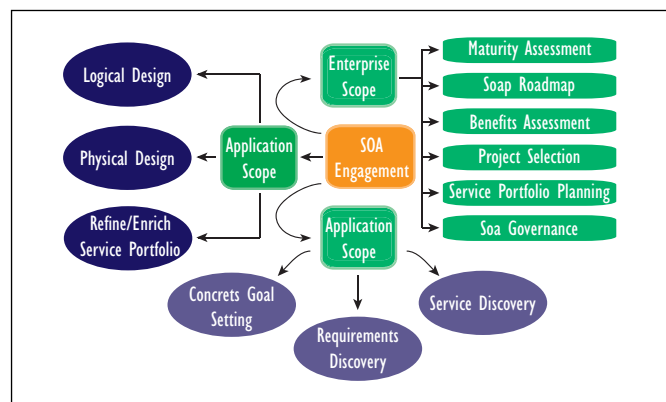 Logical Design
Physical Design
Refine/Enrich
Service Portfolio
Application
Scope
Enterprise
Scope
SOA
Engagement
Application
Scope
Maturity Assessment
Soap Roadmap
Benefits Assessment
Project Selection
Service Portfolio Planning
Soa Governance
Concrets Goal
Setting
Requirements
Discovery
Service Discovery